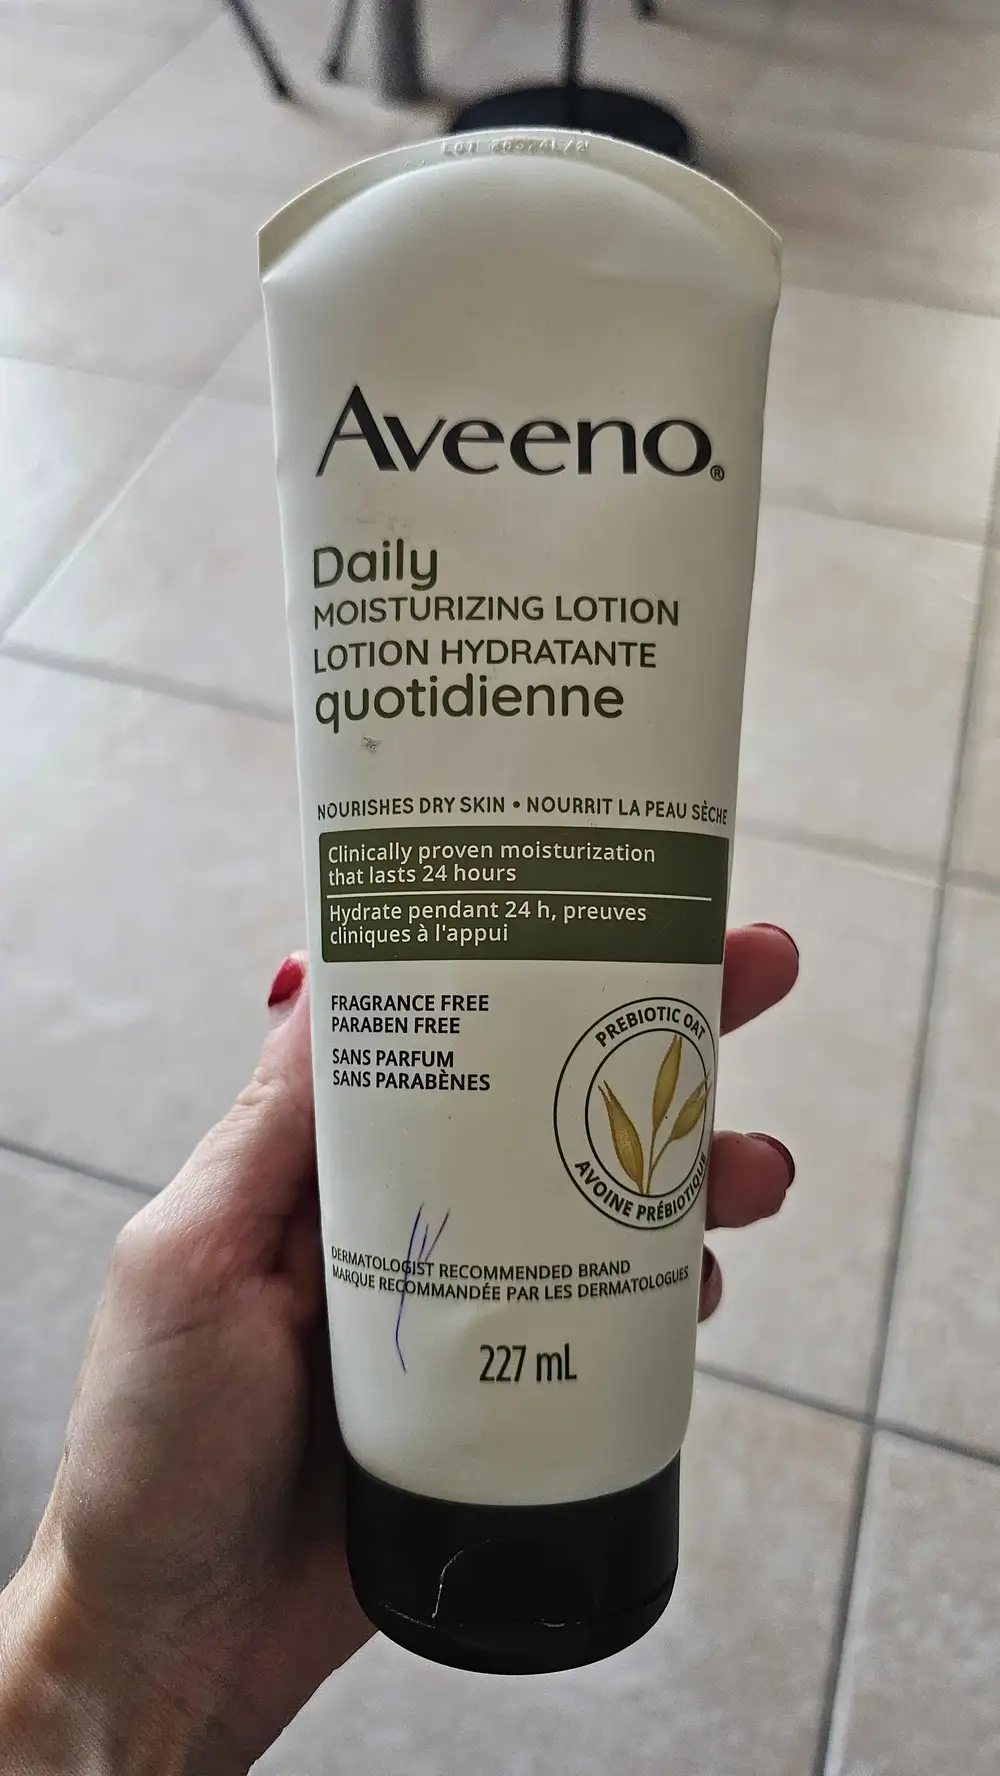 LOT
Aveeno®
Daily
MOISTURIZING LOTION
LOTION HYDRATANTE
quotidienne
NOURISHES DRY SKIN • NOURRIT LA PEAU SÈCHE
Clinically proven moisturization
that lasts 24 hours
Hydrate pendant 24 h, preuves
cliniques à l'appui
FRAGRANCE FREE
PARABEN FREE
SANS PARFUM
SANS PARABÈNES
PREBIOTIC OAT
AVOINE PRÉBIOTIQUE
DERMATOLOGIST RECOMMENDED BRAND
MARQUE RECOMMANDÉE PAR LES DERMATOLOGUES
227 mL